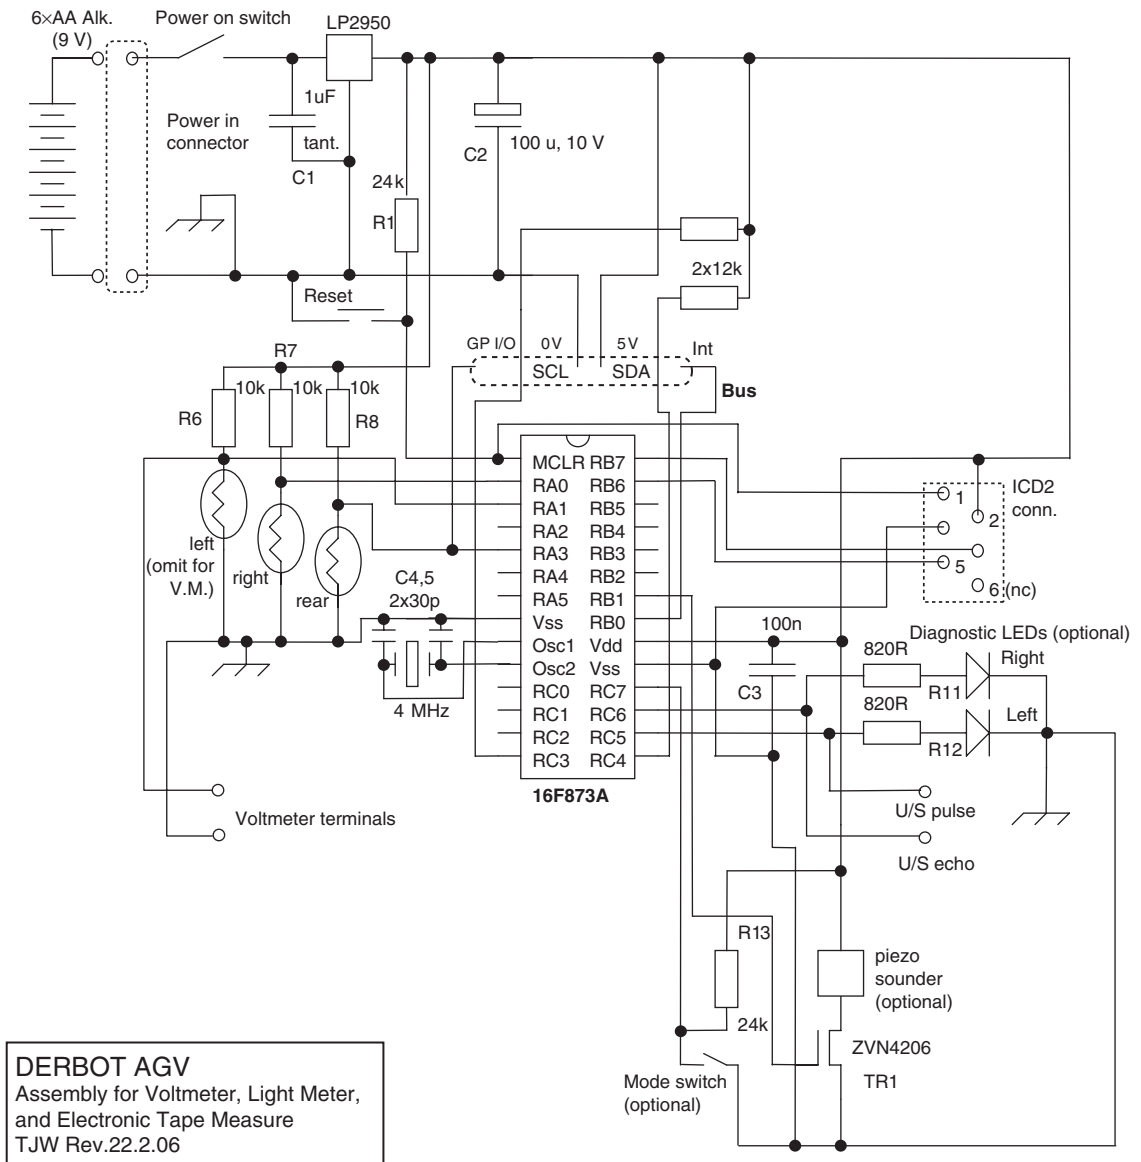 6×AA Alk.
(9 V)
Power on switch
LP2950
1uF
tant.
C1
Power in
connector
C2
100 u, 10 V
24k
R1
2x12k
Reset
GP I/O
0V
5V
Int
SCL
SDA
Bus
R7
10k
10k
10k
R6
R8
MCLR
RB7
RA0
RB6
RA1
RB5
RA2
RB4
RA3
RB3
RA4
RB2
RA5
RB1
Vss
RB0
Osc1
Vdd
Osc2
Vss
RC0
RC7
RC1
RC6
RC2
RC5
RC3
RC4
16F873A
1
2
5
6 (nc)
ICD2
conn.
left
(omit for
V.M.)
right
rear
C4,5
2x30p
4 MHz
100n
C3
Diagnostic LEDs (optional)
820R
Right
R11
820R
Left
R12
U/S pulse
U/S echo
Voltmeter terminals
R13
24k
piezo
sounder
(optional)
ZVN4206
TR1
Mode switch
(optional)
DERBOT AGV
Assembly for Voltmeter, Light Meter,
and Electronic Tape Measure
TJW Rev.22.2.06